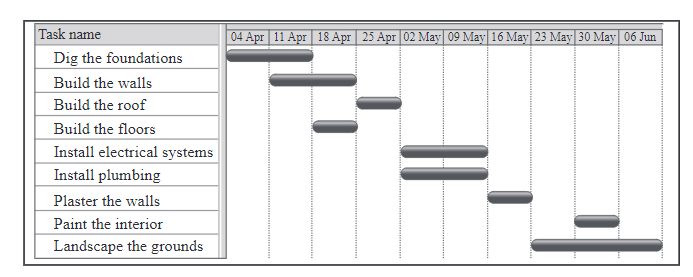 Task name 04 Apr 11 Apr 18 Apr 25 Apr 02 May 09 May 16 May 23 May 30 May 06 Jun
Dig the foundations
Build the walls
Build the roof
Build the floors
Install electrical systems
Install plumbing
Plaster the walls
Paint the interior
Landscape the grounds